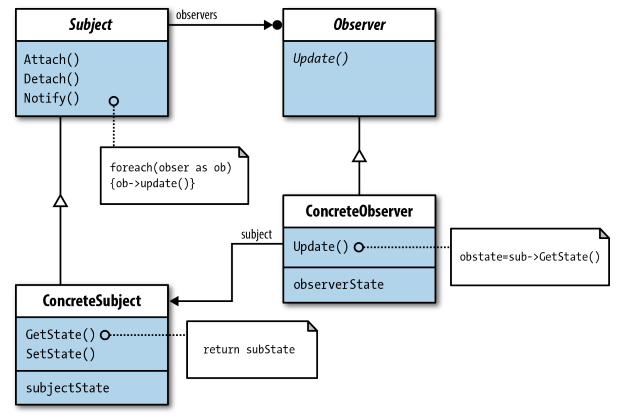 Subject
observers
Observer
Attach()
Detach()
Notify()
Update()
foreach(obser as ob)
{ob->update()}
ConcreteObserver
subject
Update()
obstate=sub->GetState()
observerState
ConcreteSubject
GetState()
SetState()
return subState
subjectState